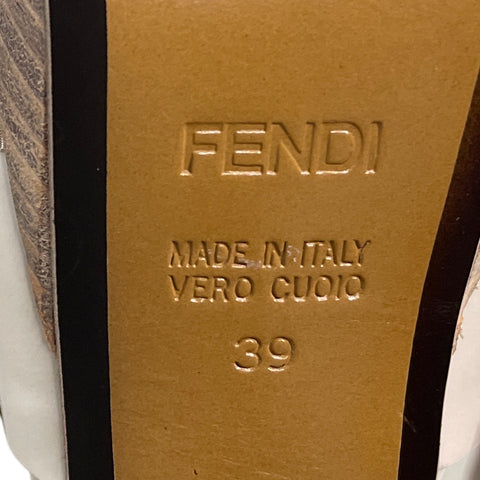 FENDI
MADE IN ITALY
VERO CUOIO
39